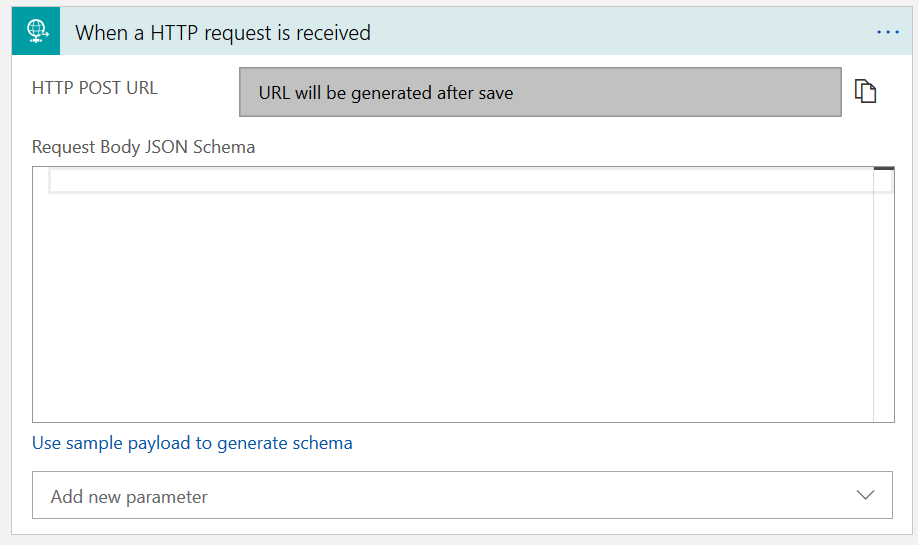 When a HTTP request is received
HTTP POST URL
URL will be generated after save
Request Body JSON Schema
Use sample payload to generate schema
Add new parameter